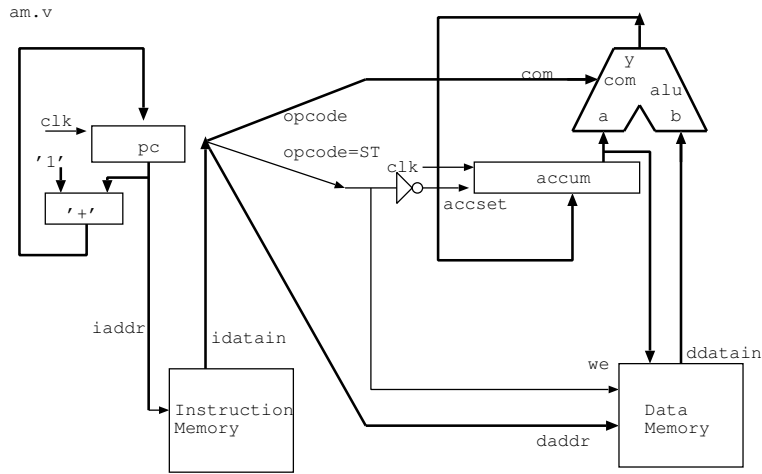 am.v
y
com
com
alu
a
b
clk
pc
opcode
opcode=ST
'1'
'+'
clk
accum
accset
iaddr
idatain
we
ddatain
Instruction
Memory
Data
Memory
daddr